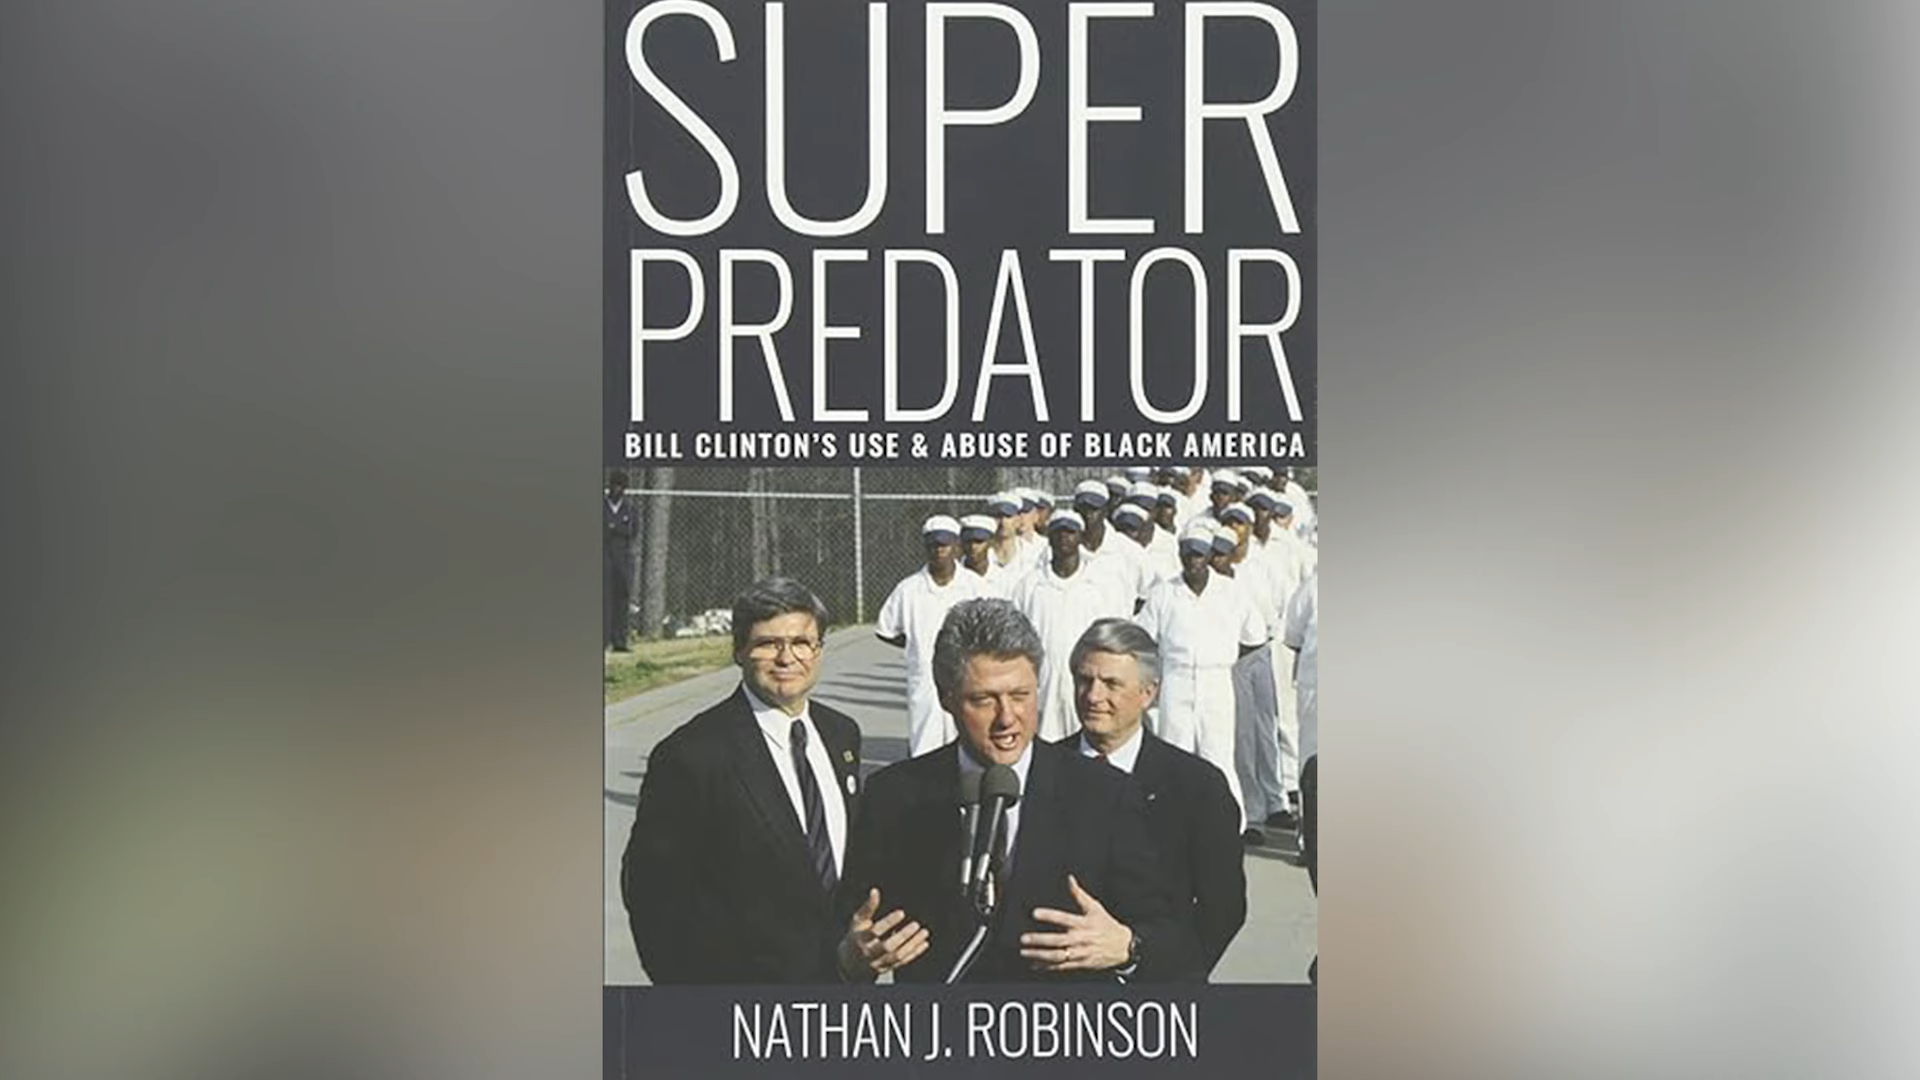 SUPER
PREDATOR
BILL CLINTON'S USE & ABUSE OF BLACK AMERICA
NATHAN J. ROBINSON